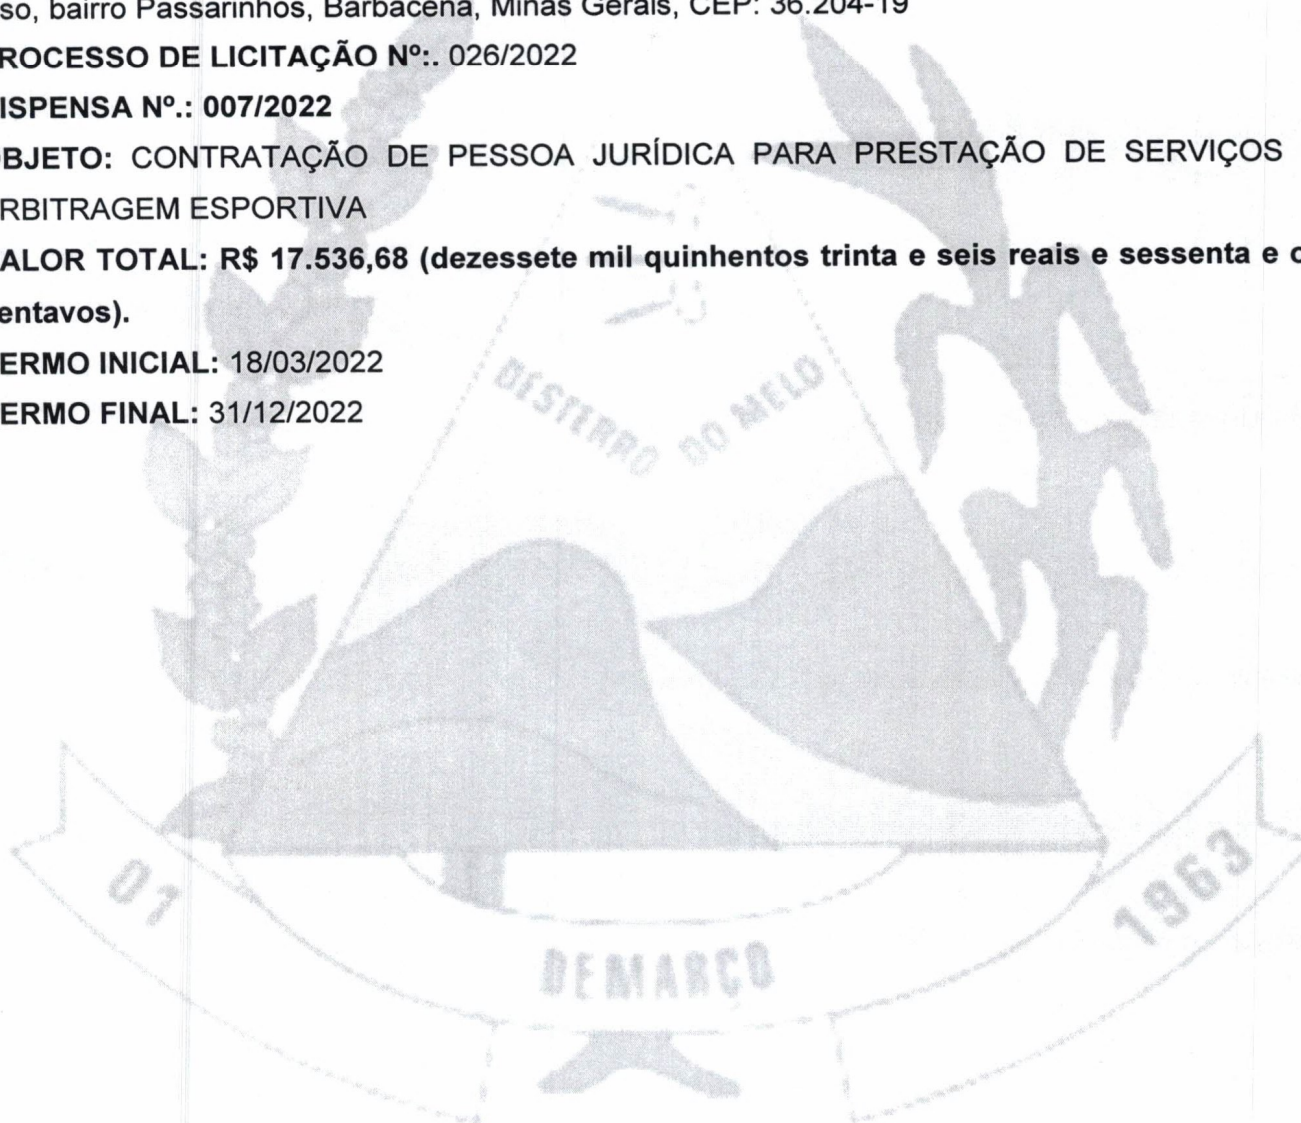 so, bairro Passarinhos, Barbacena, Minas Gerais, CEP: 36.204-19
ROCESSO DE LICITAÇÃO Nº:. 026/2022
ISPENSA Nº.: 007/2022
BJETO: CONTRATAÇÃO DE PESSOA JURÍDICA PARA PRESTAÇÃO DE SERVIÇOS
RBITRAGEM ESPORTIVA
ALOR TOTAL: R$ 17.536,68 (dezessete mil quinhentos trinta e seis reais e sessenta e o
entavos).
ERMO INICIAL: 18/03/2022
ERMO FINAL: 31/12/2022
DESTERRO DO MELO
01
DEMARÇO
1963